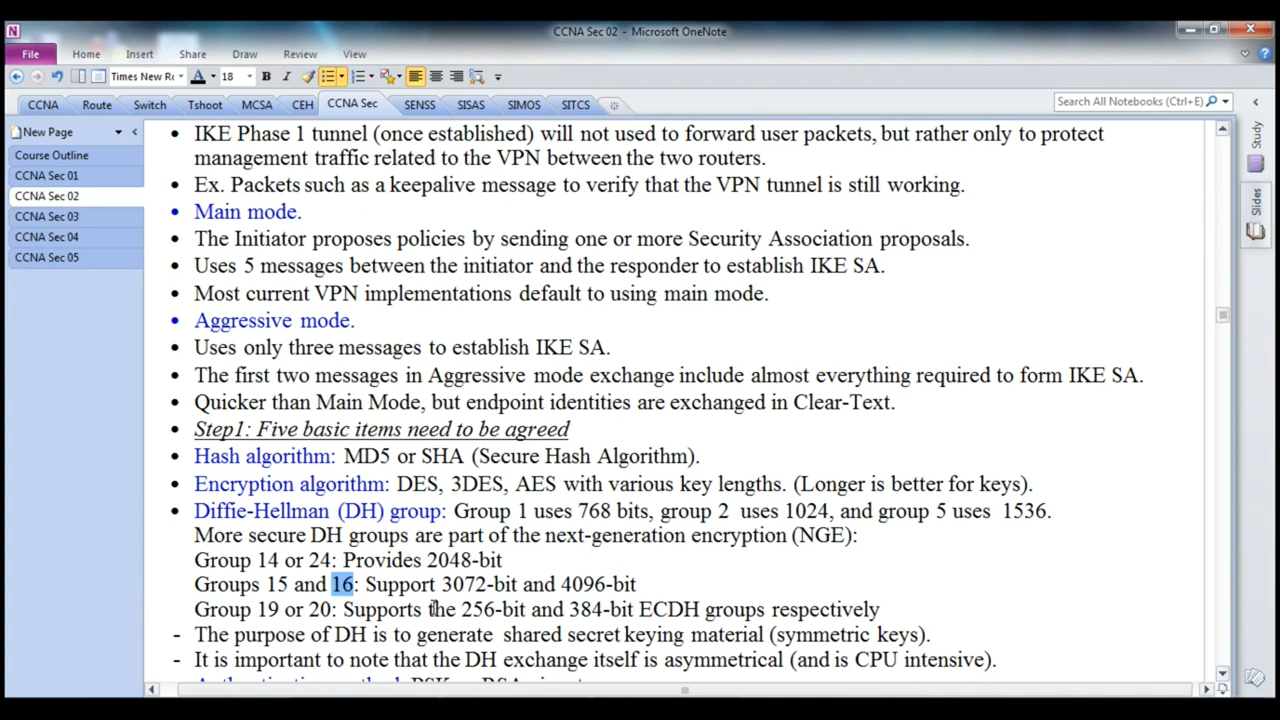 CCNA Sec 02 - Microsoft OneNote
File Home Insert Share Draw Review View
Times New Ro A 18 B I
CCNA Route Switch Tshoot MCSA CEH CCNA Sec SENSS SISAS SIMOS SITCS
Search All Notebooks (Ctrl+E)
New Page
Course Outline
CCNA Sec 01
CCNA Sec 02
CCNA Sec 03
CCNA Sec 04
CCNA Sec 05
• IKE Phase 1 tunnel (once established) will not used to forward user packets, but rather only to protect
management traffic related to the VPN between the two routers.
• Ex. Packets such as a keepalive message to verify that the VPN tunnel is still working.
• Main mode.
• The Initiator proposes policies by sending one or more Security Association proposals.
• Uses 5 messages between the initiator and the responder to establish IKE SA.
• Most current VPN implementations default to using main mode.
• Aggressive mode.
• Uses only three messages to establish IKE SA.
• The first two messages in Aggressive mode exchange include almost everything required to form IKE SA.
• Quicker than Main Mode, but endpoint identities are exchanged in Clear-Text.
• Step1: Five basic items need to be agreed
• Hash algorithm: MD5 or SHA (Secure Hash Algorithm).
• Encryption algorithm: DES, 3DES, AES with various key lengths. (Longer is better for keys).
• Diffie-Hellman (DH) group: Group 1 uses 768 bits, group 2 uses 1024, and group 5 uses 1536.
More secure DH groups are part of the next-generation encryption (NGE):
Group 14 or 24: Provides 2048-bit
Groups 15 and 16: Support 3072-bit and 4096-bit
Group 19 or 20: Supports the 256-bit and 384-bit ECDH groups respectively
- The purpose of DH is to generate shared secret keying material (symmetric keys).
- It is important to note that the DH exchange itself is asymmetrical (and is CPU intensive).
Study
Slides